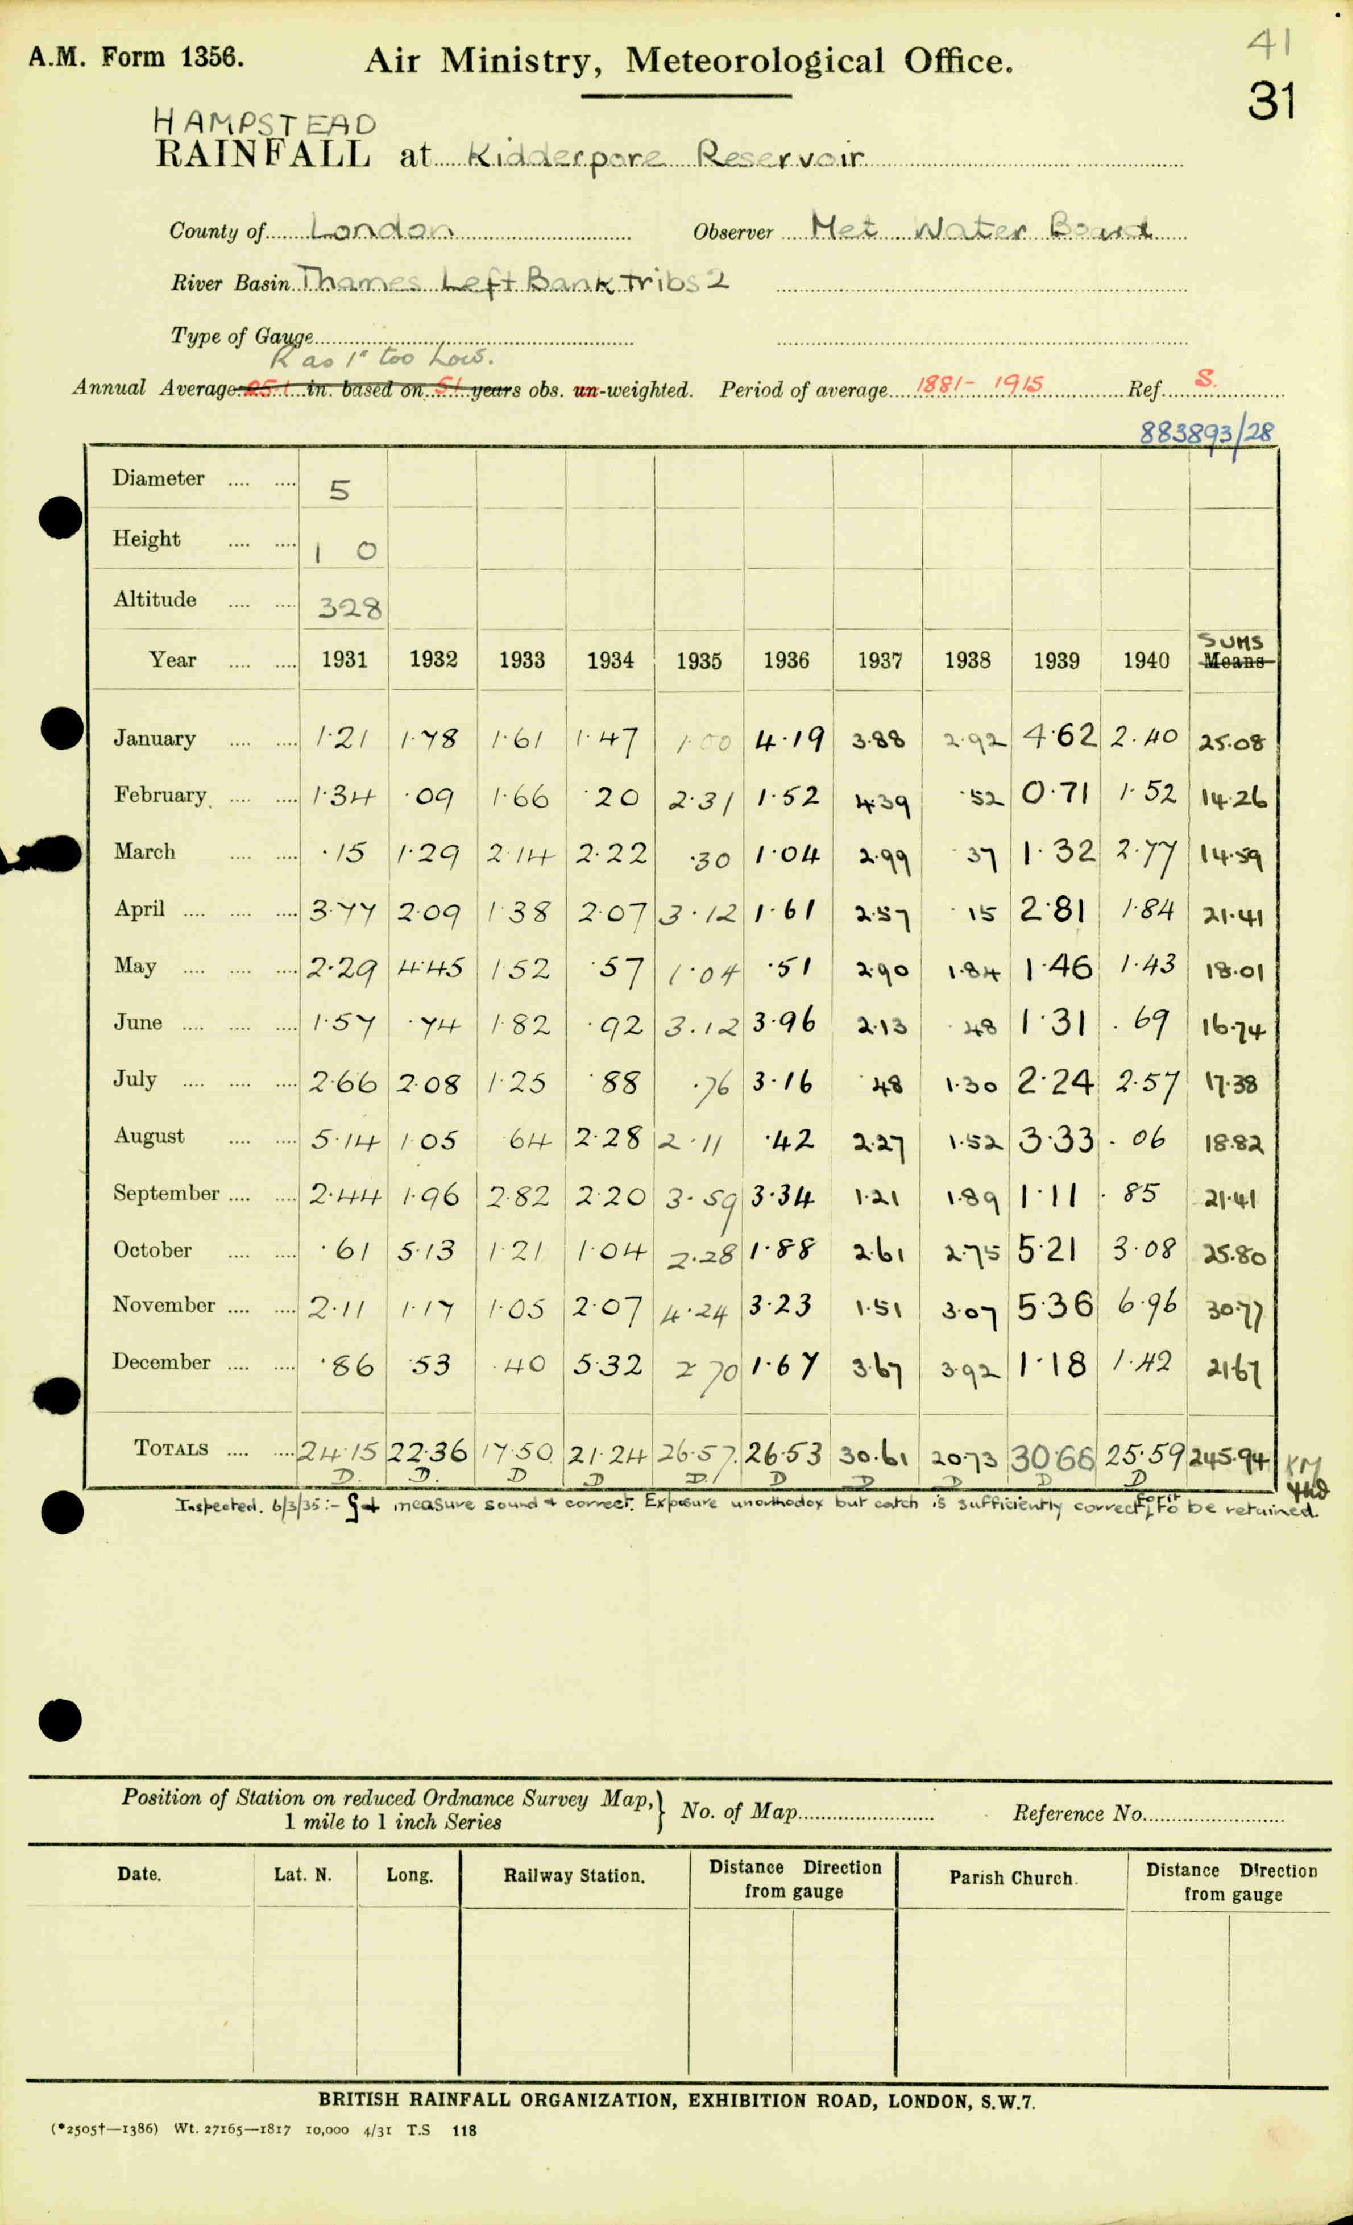 41
A.M. Form 1356. Air Ministry, Meteorological Office.
31
HAMPSTEAD
RAINFALL at Kidderpore Reservoir
County of London Observer Met Water Board
River Basin Thames Left Bank Tribs 2
Type of Gauge
R as 1" too Low.
Annual Average 25·1 in. based on 51 years obs. un-weighted. Period of average 1881- 1915 Ref. S.
883893/28
Diameter 5
Height 1 0
Altitude 328
SUMS
Year 1931 1932 1933 1934 1935 1936 1937 1938 1939 1940 Means
January 1·21 1·78 1·61 1·47 1·00 4·19 3·88 2·92 4·62 2·40 25·08
February 1·34 ·09 1·66 ·20 2·31 1·52 4·39 ·52 0·71 1·52 14·26
March ·15 1·29 2·14 2·22 ·30 1·04 2·99 ·37 1·32 2·77 14·59
April 3·77 2·09 1·38 2·07 3·12 1·61 2·57 ·15 2·81 1·84 21·41
May 2·29 4·45 1·52 ·57 1·04 ·51 2·90 1·84 1·46 1·43 18·01
June 1·57 ·74 1·82 ·92 3·12 3·96 2·13 ·48 1·31 ·69 16·74
July 2·66 2·08 1·25 ·88 ·76 3·16 ·48 1·30 2·24 2·57 17·38
August 5·14 1·05 64 2·28 2·11 ·42 2·27 1·52 3·33 ·06 18·82
September 2·44 1·96 2·82 2·20 3·59 3·34 1·21 1·89 1·11 ·85 21·41
October ·61 5·13 1·21 1·04 2·28 1·88 2·61 2·75 5·21 3·08 25·80
November 2·11 1·17 1·05 2·07 4·24 3·23 1·51 3·07 5·36 6·96 30·77
December ·86 ·53 ·40 5·32 2·70 1·67 3·67 3·92 1·18 1·42 21·67
TOTALS 24·15 22·36 17·50 21·24 26·57 26·53 30·61 20·73 30·66 25·59 245·94
D. D. D D D D D D D D
Inspected. 6/3/35:- measure sound & correct. Exposure unorthodox but catch is sufficiently correct to be retained.
Position of Station on reduced Ordnance Survey Map,} No. of Map Reference No.
1 mile to 1 inch Series
Date. Lat. N. Long. Railway Station. Distance Direction from gauge Parish Church. Distance Direction from gauge
BRITISH RAINFALL ORGANIZATION, EXHIBITION ROAD, LONDON, S.W.7.
(*2505†—1386) Wt. 27165—1817 10,000 4/31 T.S 118